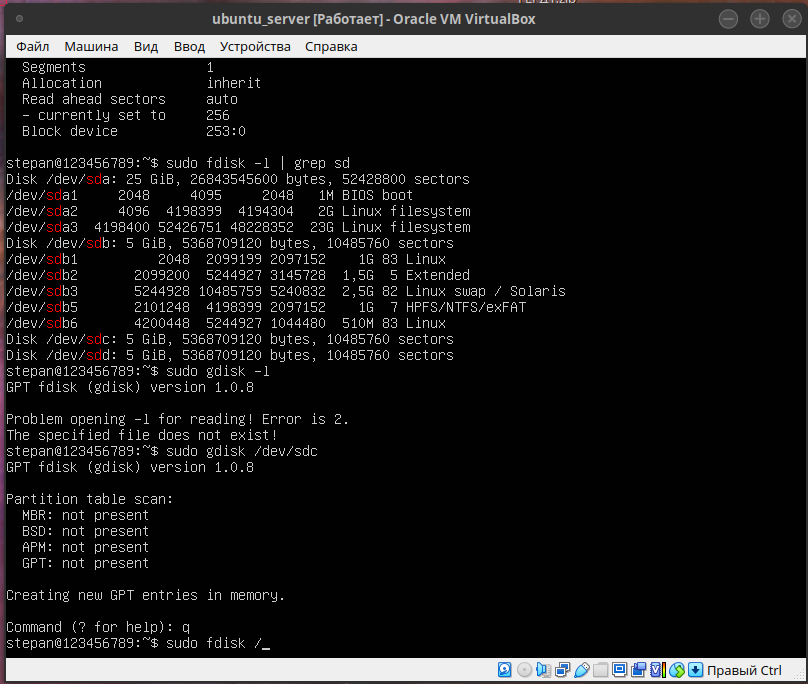 ubuntu_server [Работает] - Oracle VM VirtualBox
Файл Машина Вид Ввод Устройства Справка
Segments 1
Allocation inherit
Read ahead sectors auto
- currently set to 256
Block device 253:0
stepan@123456789:~$ sudo fdisk -l | grep sd
Disk /dev/sda: 25 GiB, 26843545600 bytes, 52428800 sectors
/dev/sda1 2048 4095 2048 1M BIOS boot
/dev/sda2 4096 4198399 4194304 2G Linux filesystem
/dev/sda3 4198400 52426751 48228352 23G Linux filesystem
Disk /dev/sdb: 5 GiB, 5368709120 bytes, 10485760 sectors
/dev/sdb1 2048 2099199 2097152 1G 83 Linux
/dev/sdb2 2099200 5244927 3145728 1,5G 5 Extended
/dev/sdb3 5244928 10485759 5240832 2,5G 82 Linux swap / Solaris
/dev/sdb5 2101248 4198399 2097152 1G 7 HPFS/NTFS/exFAT
/dev/sdb6 4200448 5244927 1044480 510M 83 Linux
Disk /dev/sdc: 5 GiB, 5368709120 bytes, 10485760 sectors
Disk /dev/sdd: 5 GiB, 5368709120 bytes, 10485760 sectors
stepan@123456789:~$ sudo gdisk -l
GPT fdisk (gdisk) version 1.0.8
Problem opening -l for reading! Error is 2.
The specified file does not exist!
stepan@123456789:~$ sudo gdisk /dev/sdc
GPT fdisk (gdisk) version 1.0.8
Partition table scan:
MBR: not present
BSD: not present
APM: not present
GPT: not present
Creating new GPT entries in memory.
Command (? for help): q
stepan@123456789:~$ sudo fdisk /_
Правый Ctrl